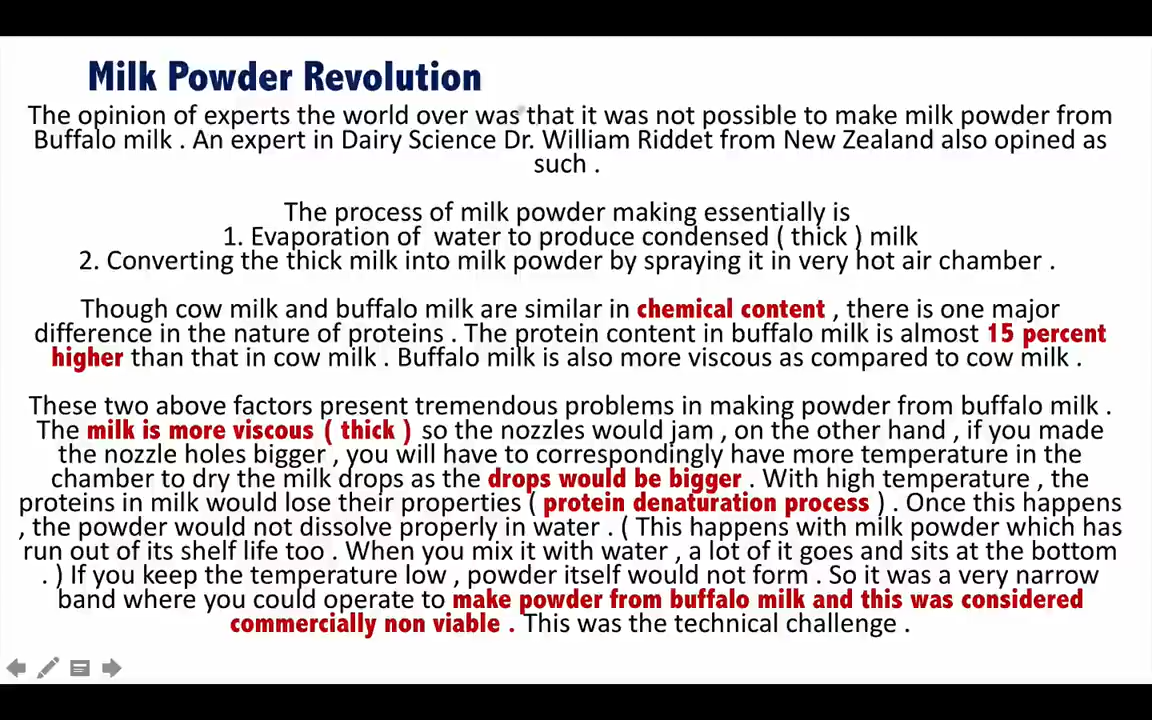 Milk Powder Revolution
The opinion of experts the world over was that it was not possible to make milk powder from
Buffalo milk . An expert in Dairy Science Dr. William Riddet from New Zealand also opined as
such .
The process of milk powder making essentially is
1. Evaporation of water to produce condensed ( thick ) milk
2. Converting the thick milk into milk powder by spraying it in very hot air chamber .
Though cow milk and buffalo milk are similar in chemical content , there is one major
difference in the nature of proteins . The protein content in buffalo milk is almost 15 percent
higher than that in cow milk . Buffalo milk is also more viscous as compared to cow milk .
These two above factors present tremendous problems in making powder from buffalo milk .
The milk is more viscous ( thick ) so the nozzles would jam , on the other hand , if you made
the nozzle holes bigger , you will have to correspondingly have more temperature in the
chamber to dry the milk drops as the drops would be bigger . With high temperature , the
proteins in milk would lose their properties ( protein denaturation process ) . Once this happens
, the powder would not dissolve properly in water . ( This happens with milk powder which has
run out of its shelf life too . When you mix it with water , a lot of it goes and sits at the bottom
. ) If you keep the temperature low , powder itself would not form . So it was a very narrow
band where you could operate to make powder from buffalo milk and this was considered
commercially non viable . This was the technical challenge .